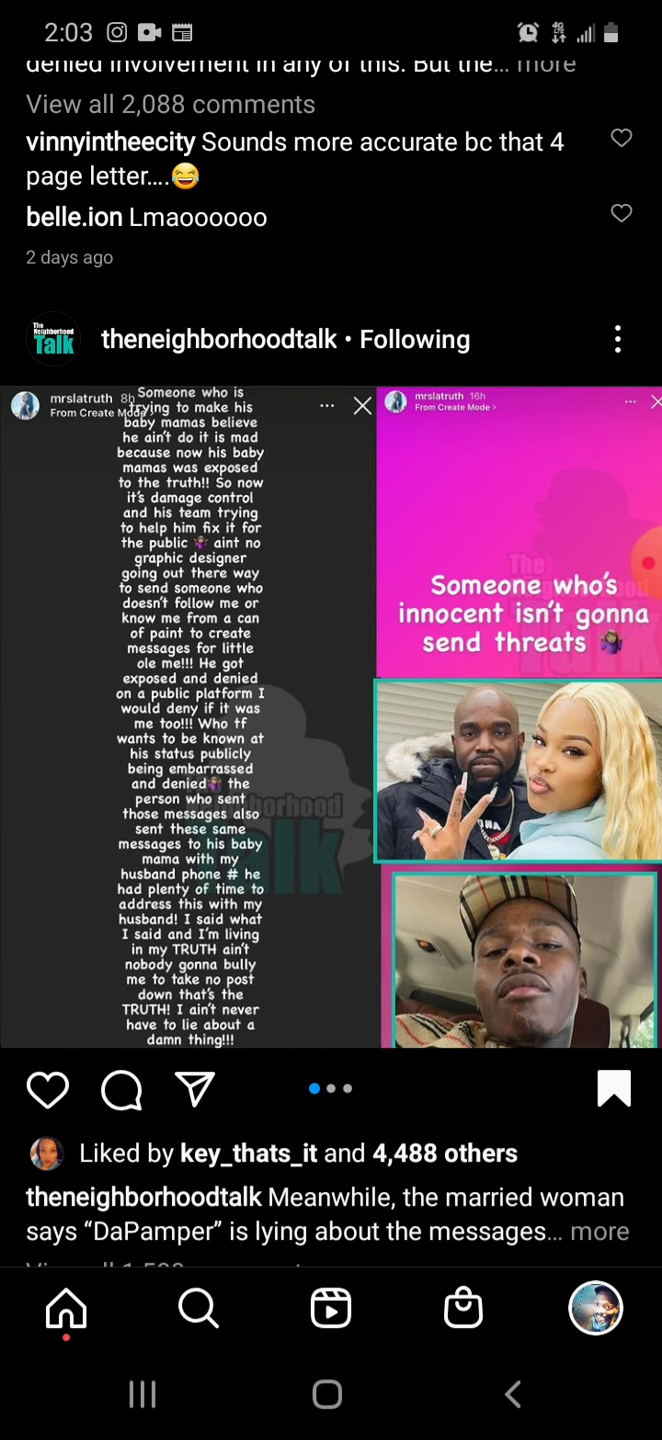 2:03
4G
denied involvement in any of this. But the... more
View all 2,088 comments
vinnyintheecity Sounds more accurate bc that 4
page letter....😂
belle.ion Lmaoooooo
2 days ago
The
Neighborhood
Talk
theneighborhoodtalk • Following
mrslatruth 8h
From Create Mode
Someone who is
trying to make his
baby mamas believe
he ain't do it is mad
because now his baby
mamas was exposed
to the truth!! So now
it's damage control
and his team trying
to help him fix it for
the public 🤷🏾‍♀️ aint no
graphic designer
going out there way
to send someone who
doesn't follow me or
know me from a can
of paint to create
messages for little
ole me!!! He got
exposed and denied
on a public platform I
would deny if it was
me too!!! Who tf
wants to be known at
his status publicly
being embarrassed
and denied🤷🏾‍♀️ the
person who sent
those messages also
sent these same
messages to his baby
mama with my
husband phone # he
had plenty of time to
address this with my
husband! I said what
I said and I'm living
in my TRUTH ain't
nobody gonna bully
me to take no post
down that's the
TRUTH! I ain't never
have to lie about a
damn thing!!!
mrslatruth 16h
From Create Mode >
Someone who's
innocent isn't gonna
send threats 🤷🏾‍♀️
Liked by key_thats_it and 4,488 others
theneighborhoodtalk Meanwhile, the married woman
says “DaPamper” is lying about the messages... more